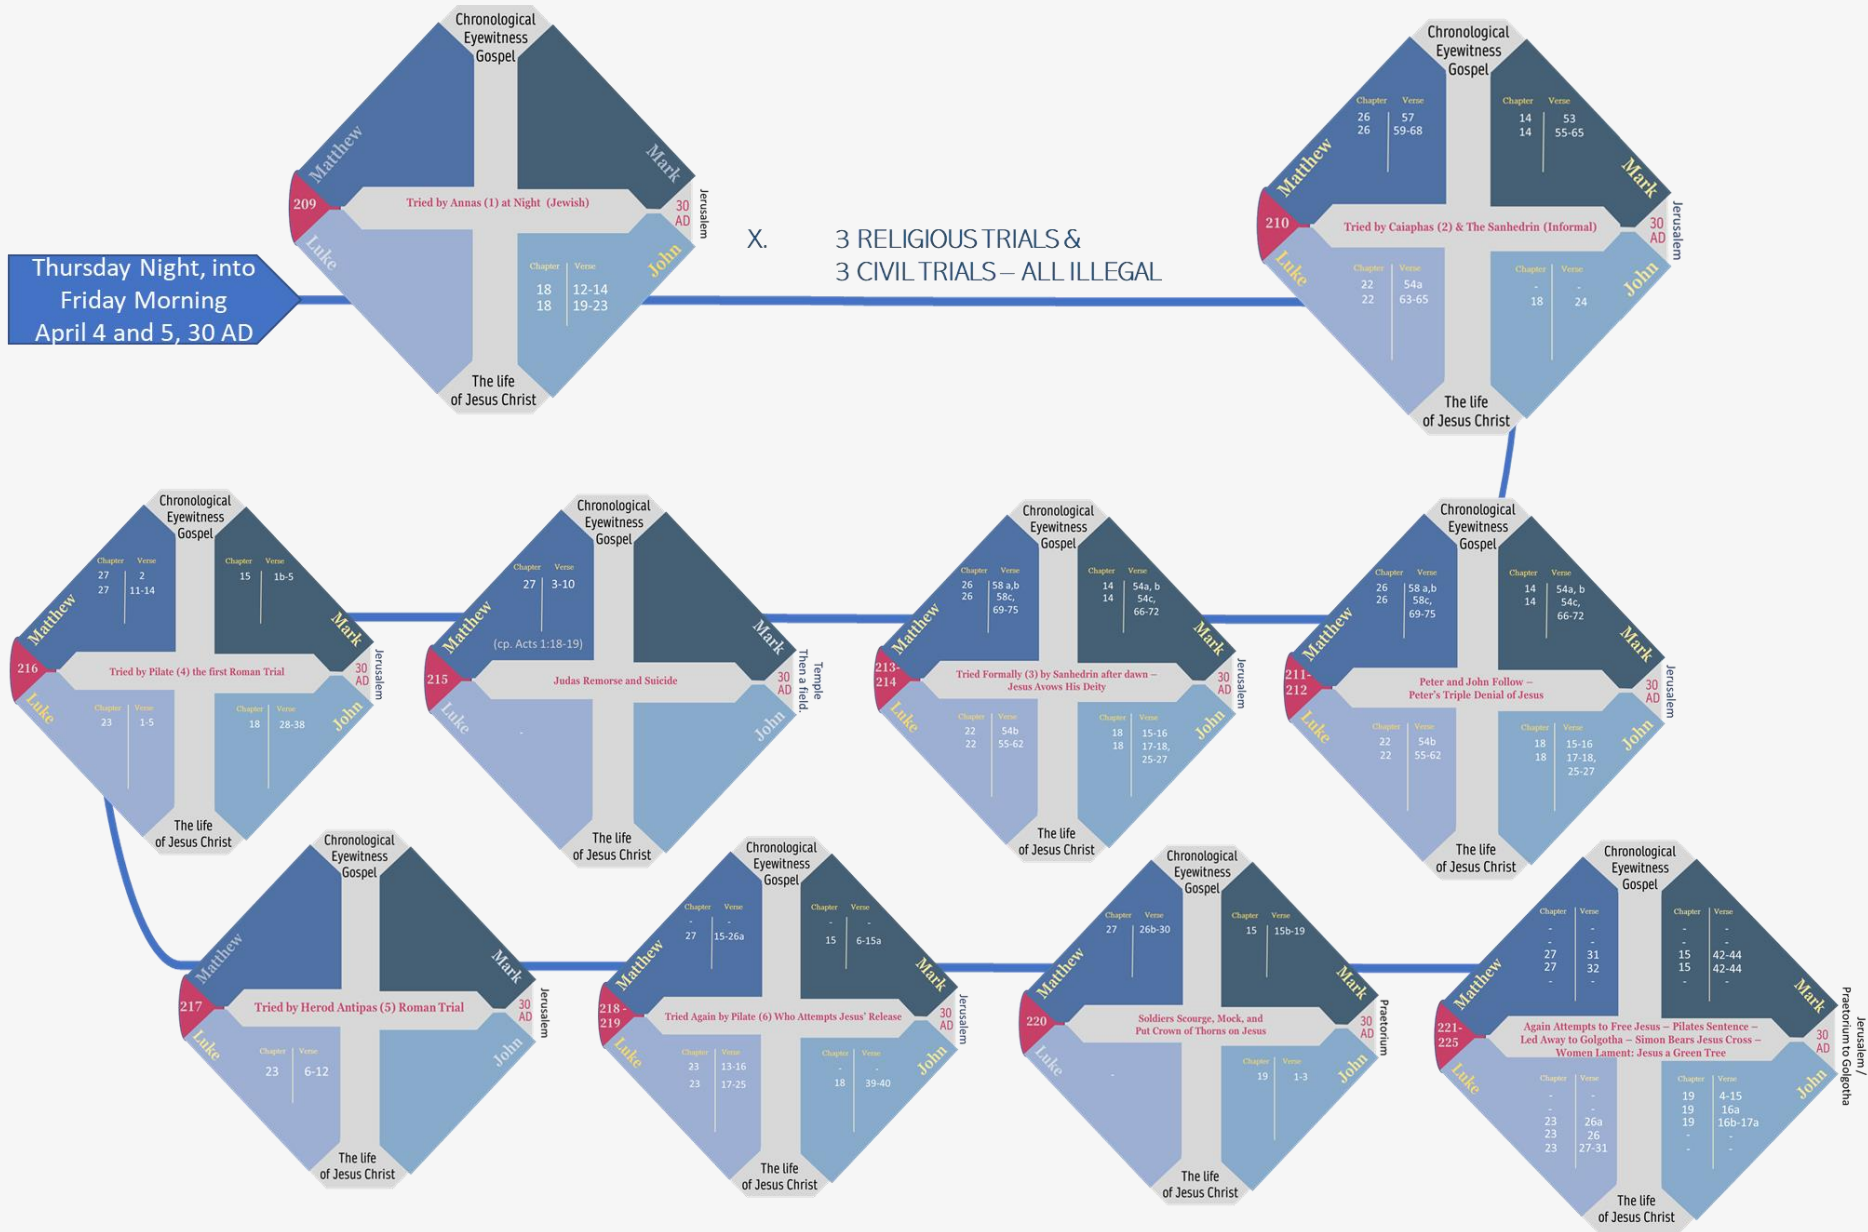 Thursday Night, into
Friday Morning
April 4 and 5, 30 AD
Chronological
Eyewitness
Gospel
Matthew
Mark
209
Tried by Annas (1) at Night (Jewish)
30
AD
Jerusalem
Luke
John
Chapter Verse
18 12-14
18 19-23
The life
of Jesus Christ
X. 3 RELIGIOUS TRIALS &
3 CIVIL TRIALS – ALL ILLEGAL
Chronological
Eyewitness
Gospel
Chapter Verse
26 57
26 59-68
Chapter Verse
14 53
14 55-65
Matthew
Mark
210
Tried by Caiaphas (2) & The Sanhedrin (Informal)
30
AD
Jerusalem
Luke
John
Chapter Verse
22 54a
22 63-65
Chapter Verse
- -
18 24
The life
of Jesus Christ
Chronological
Eyewitness
Gospel
Chapter Verse
27 2
27 11-14
Chapter Verse
15 1b-5
Matthew
Mark
216
Tried by Pilate (4) the first Roman Trial
30
AD
Jerusalem
Luke
John
Chapter Verse
23 1-5
Chapter Verse
18 28-38
The life
of Jesus Christ
Chronological
Eyewitness
Gospel
Chapter Verse
27 3-10
(cp. Acts 1:18-19)
Matthew
Mark
215
Judas Remorse and Suicide
30
AD
Temple
Then a field.
Luke
John
-
The life
of Jesus Christ
Chronological
Eyewitness
Gospel
Chapter Verse
26 58 a,b
26 58c,
69-75
Chapter Verse
14 54a, b
14 54c,
66-72
Matthew
Mark
213-
214
Tried Formally (3) by Sanhedrin after dawn –
Jesus Avows His Deity
30
AD
Jerusalem
Luke
John
Chapter Verse
22 54b
22 55-62
Chapter Verse
18 15-16
18 17-18,
25-27
The life
of Jesus Christ
Chronological
Eyewitness
Gospel
Chapter Verse
26 58 a,b
26 58c,
69-75
Chapter Verse
14 54a, b
14 54c,
66-72
Matthew
Mark
211-
212
Peter and John Follow –
Peter's Triple Denial of Jesus
30
AD
Jerusalem
Luke
John
Chapter Verse
22 54b
22 55-62
Chapter Verse
18 15-16
18 17-18,
25-27
The life
of Jesus Christ
Chronological
Eyewitness
Gospel
Matthew
Mark
217
Tried by Herod Antipas (5) Roman Trial
30
AD
Jerusalem
Luke
John
Chapter Verse
23 6-12
The life
of Jesus Christ
Chronological
Eyewitness
Gospel
Chapter Verse
- -
27 15-26a
Chapter Verse
- -
15 6-15a
Matthew
Mark
218 -
219
Tried Again by Pilate (6) Who Attempts Jesus' Release
30
AD
Jerusalem
Luke
John
Chapter Verse
23 13-16
23 17-25
Chapter Verse
- -
18 39-40
The life
of Jesus Christ
Chronological
Eyewitness
Gospel
Chapter Verse
27 26b-30
Chapter Verse
15 15b-19
Matthew
Mark
220
Soldiers Scourge, Mock, and
Put Crown of Thorns on Jesus
30
AD
Praetorium
Luke
John
-
Chapter Verse
19 1-3
The life
of Jesus Christ
Chronological
Eyewitness
Gospel
Chapter Verse
- -
- -
27 31
27 32
- -
Chapter Verse
- -
- -
15 42-44
15 42-44
- -
Matthew
Mark
221-
225
Again Attempts to Free Jesus – Pilates Sentence –
Led Away to Golgotha – Simon Bears Jesus Cross –
Women Lament: Jesus a Green Tree
30
AD
Jerusalem /
Praetorium to Golgotha
Luke
John
Chapter Verse
- -
- -
23 26a
23 26
23 27-31
Chapter Verse
19 4-15
19 16a
19 16b-17a
- -
- -
The life
of Jesus Christ